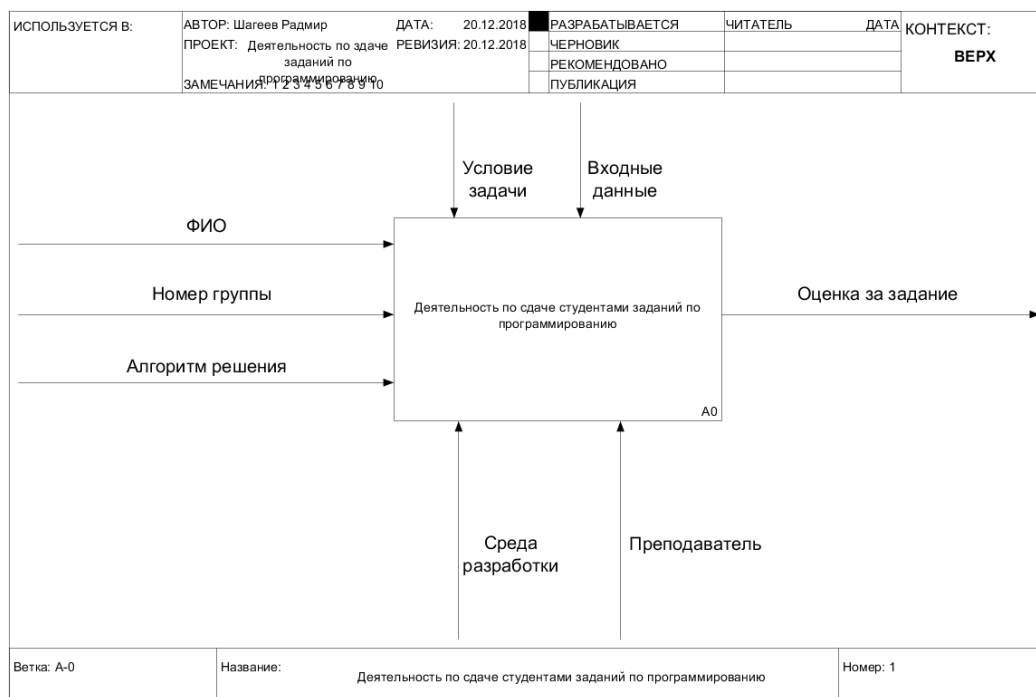 ИСПОЛЬЗУЕТСЯ В:
АВТОР: Шагеев Радмир
ДАТА: 20.12.2018
ПРОЕКТ: Деятельность по здаче
заданий по
программированию
РЕВИЗИЯ: 20.12.2018
ЗАМЕЧАНИЯ: 1 2 3 4 5 6 7 8 9 10
РАЗРАБАТЫВАЕТСЯ
ЧЕРНОВИК
РЕКОМЕНДОВАНО
ПУБЛИКАЦИЯ
ЧИТАТЕЛЬ ДАТА
КОНТЕКСТ:
ВЕРХ
Условие
задачи
Входные
данные
ФИО
Номер группы
Алгоритм решения
Деятельность по сдаче студентами заданий по
программированию
A0
Оценка за задание
Среда
разработки
Преподаватель
Ветка: A-0
Название:
Деятельность по сдаче студентами заданий по программированию
Номер: 1